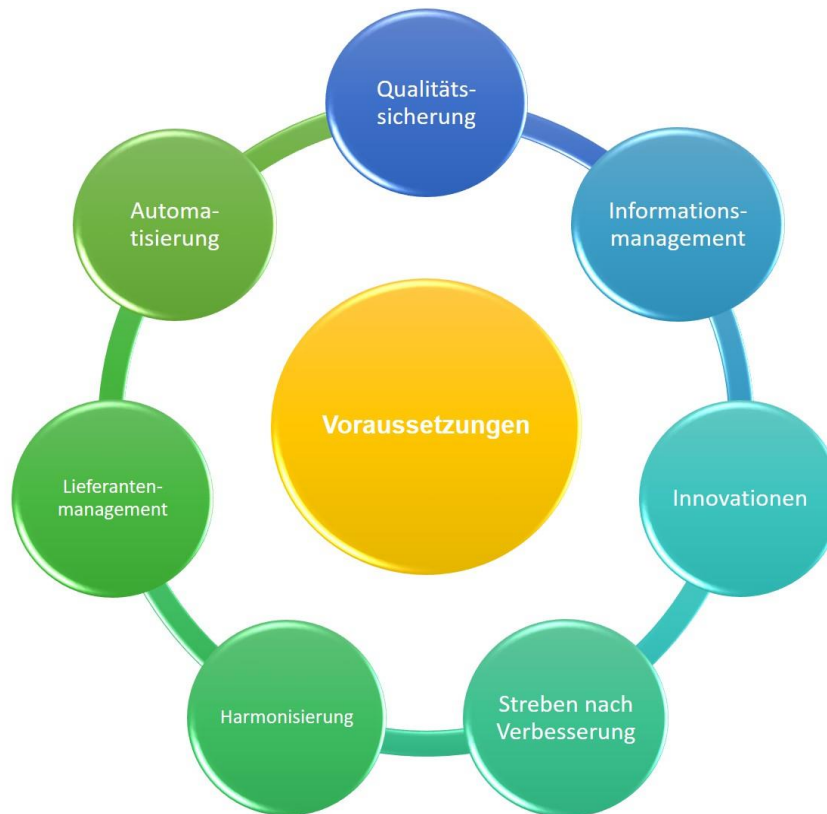 Qualitäts-
sicherung
Informations-
management
Innovationen
Streben nach
Verbesserung
Harmonisierung
Lieferanten-
management
Automa-
tisierung
Voraussetzungen